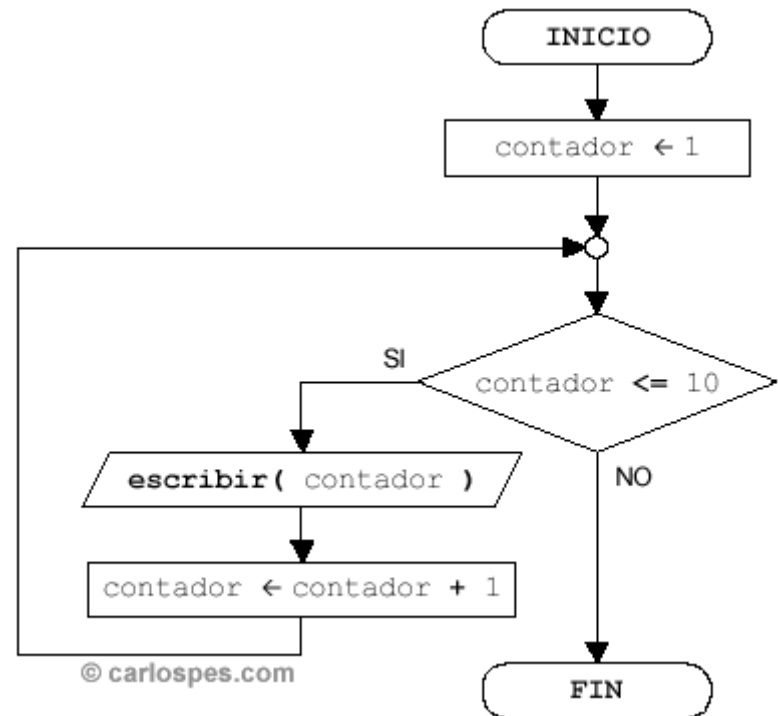 INICIO
contador ← 1
SI
contador <= 10
escribir( contador )
NO
contador ← contador + 1
© carlospes.com
FIN